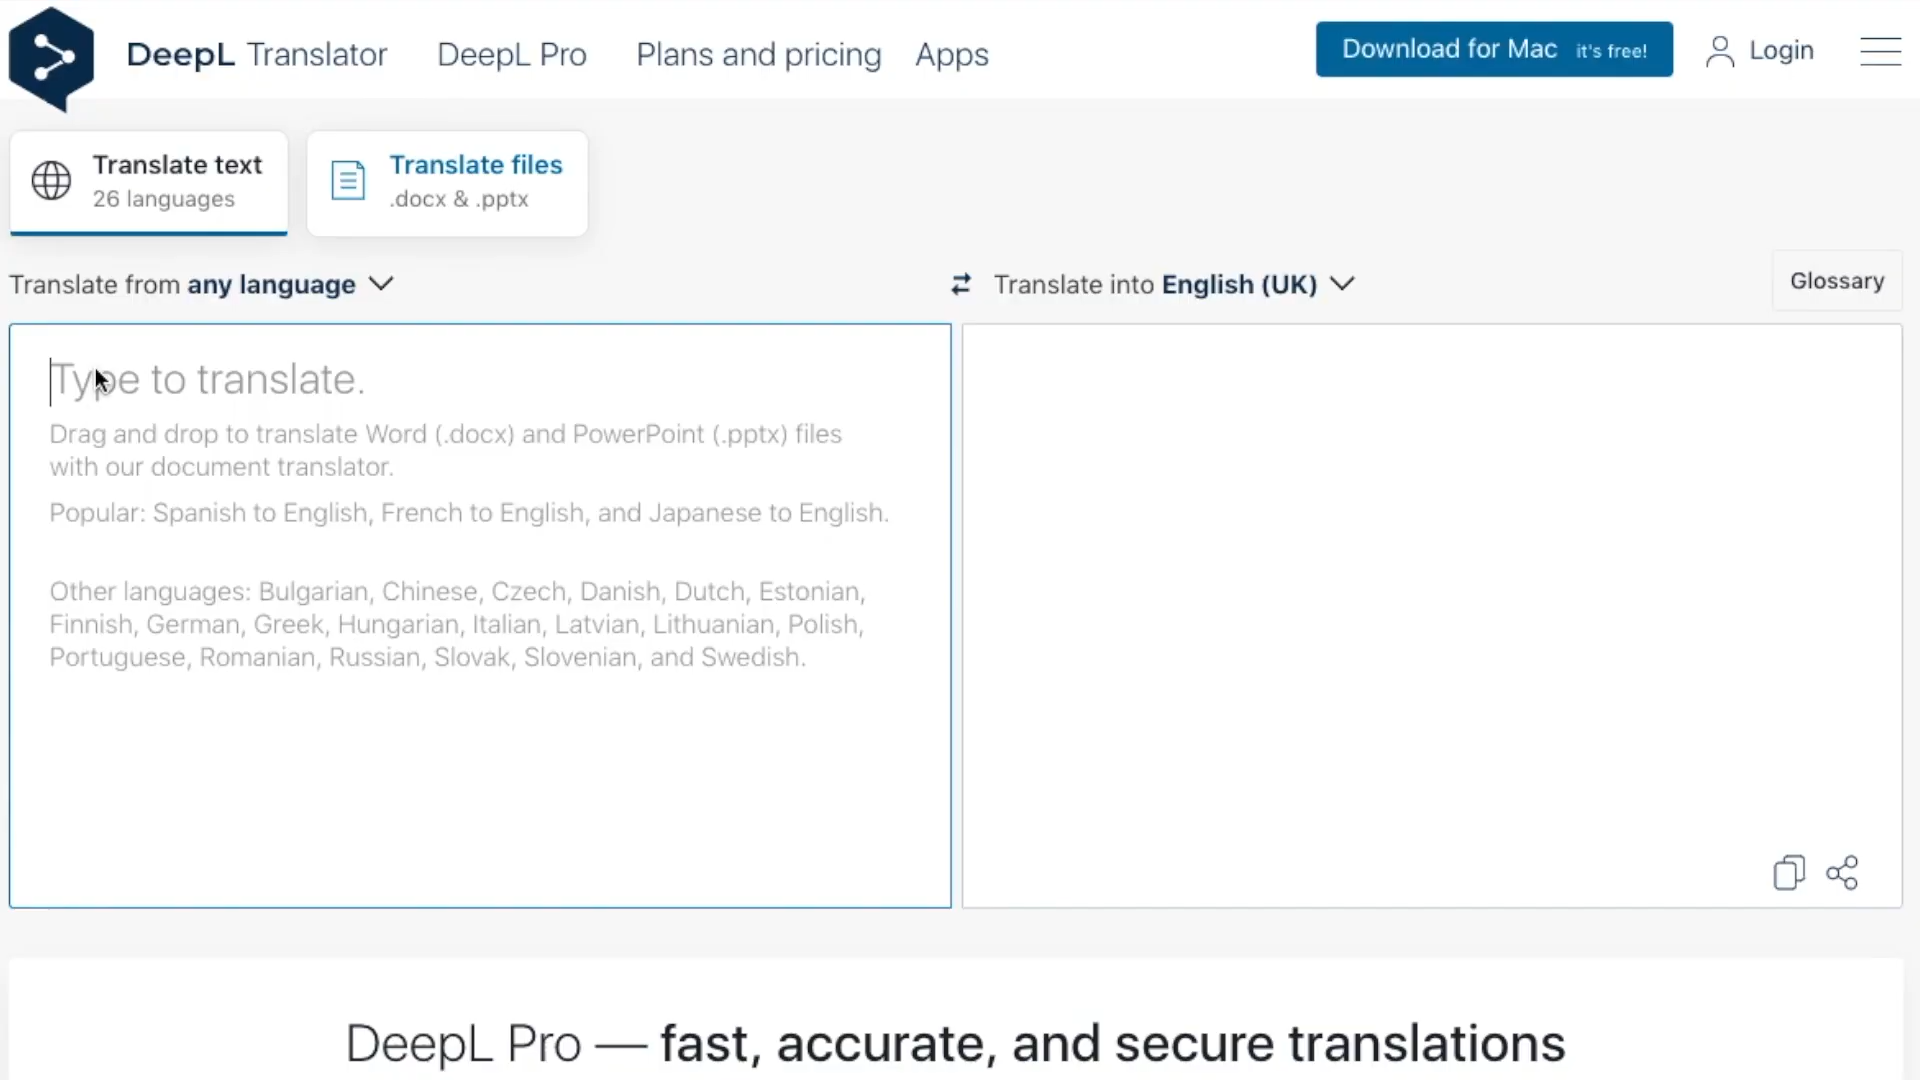 DeepL Translator DeepL Pro Plans and pricing Apps Download for Mac it's free! Login
Translate text
26 languages
Translate files
.docx & .pptx
Translate from any language
Translate into English (UK)
Glossary
Type to translate.
Drag and drop to translate Word (.docx) and PowerPoint (.pptx) files
with our document translator.
Popular: Spanish to English, French to English, and Japanese to English.
Other languages: Bulgarian, Chinese, Czech, Danish, Dutch, Estonian,
Finnish, German, Greek, Hungarian, Italian, Latvian, Lithuanian, Polish,
Portuguese, Romanian, Russian, Slovak, Slovenian, and Swedish.
DeepL Pro — fast, accurate, and secure translations